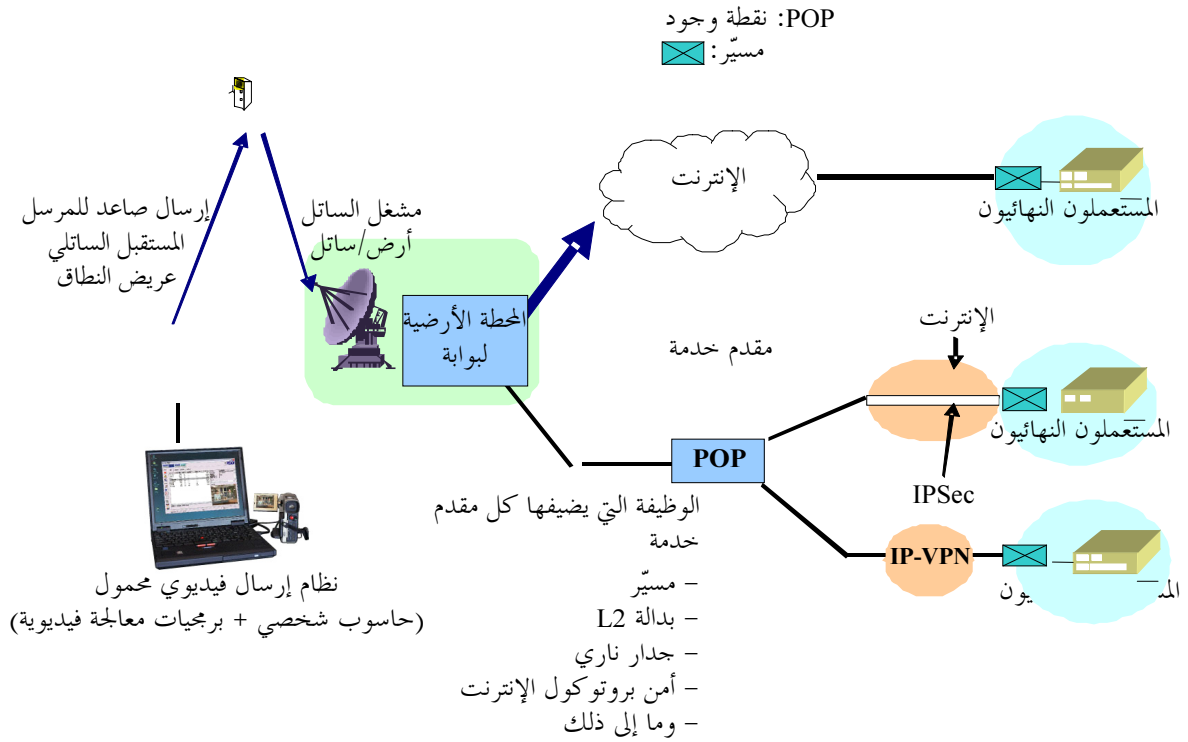 POP: نقطة وجود
مسيّر:
الإنترنت
المستعملون النهائيون
إرسال صاعد للمرسل
المستقبل الساتلي
عريض النطاق
مشغل الساتل
أرض/ساتل
المحطة الأرضية
لبوابة
الإنترنت
مقدم خدمة
المستعملون النهائيون
POP
IPSec
IP-VPN
الوظيفة التي يضيفها كل مقدم
خدمة
– مسيّر
– بدالة L2
– جدار ناري
– أمن بروتوكول الإنترنت
– وما إلى ذلك
نظام إرسال فيديوي محمول
(حاسوب شخصي + برمجيات معالجة فيديوية)